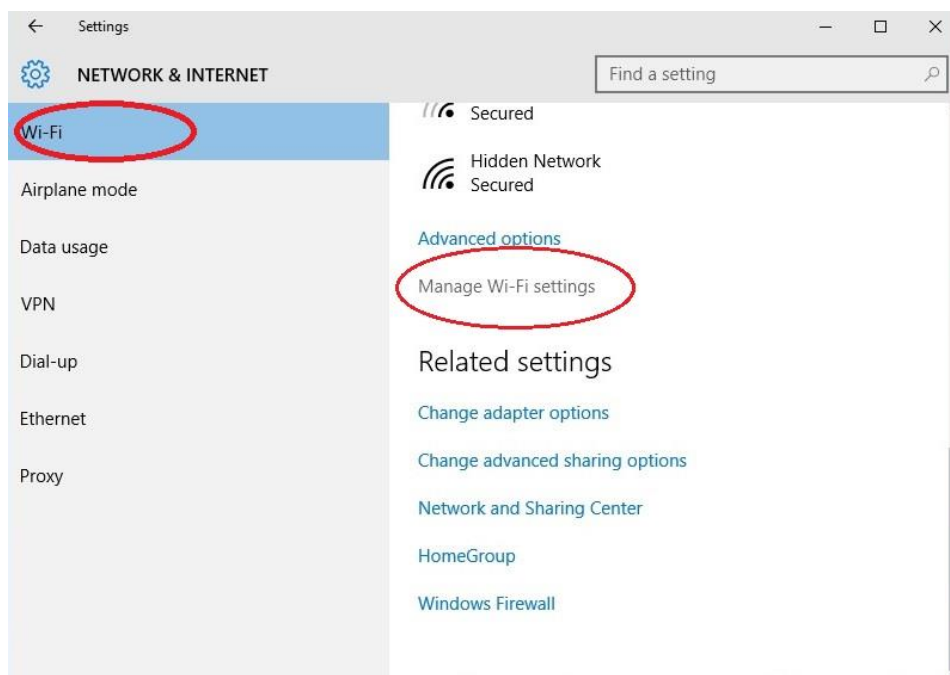 Settings
NETWORK & INTERNET
Find a setting
Wi-Fi
Airplane mode
Data usage
VPN
Dial-up
Ethernet
Proxy
Secured
Hidden Network
Secured
Advanced options
Manage Wi-Fi settings
Related settings
Change adapter options
Change advanced sharing options
Network and Sharing Center
HomeGroup
Windows Firewall